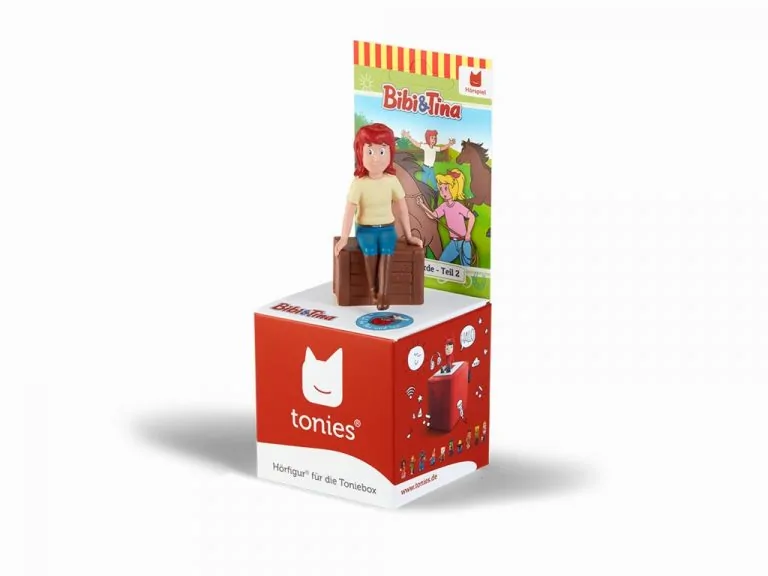 Hörspiel
Bibi&Tina
rde - Teil 2
Bibi&Tina
tonies®
Hörfigur® für die Toniebox
www.tonies.de